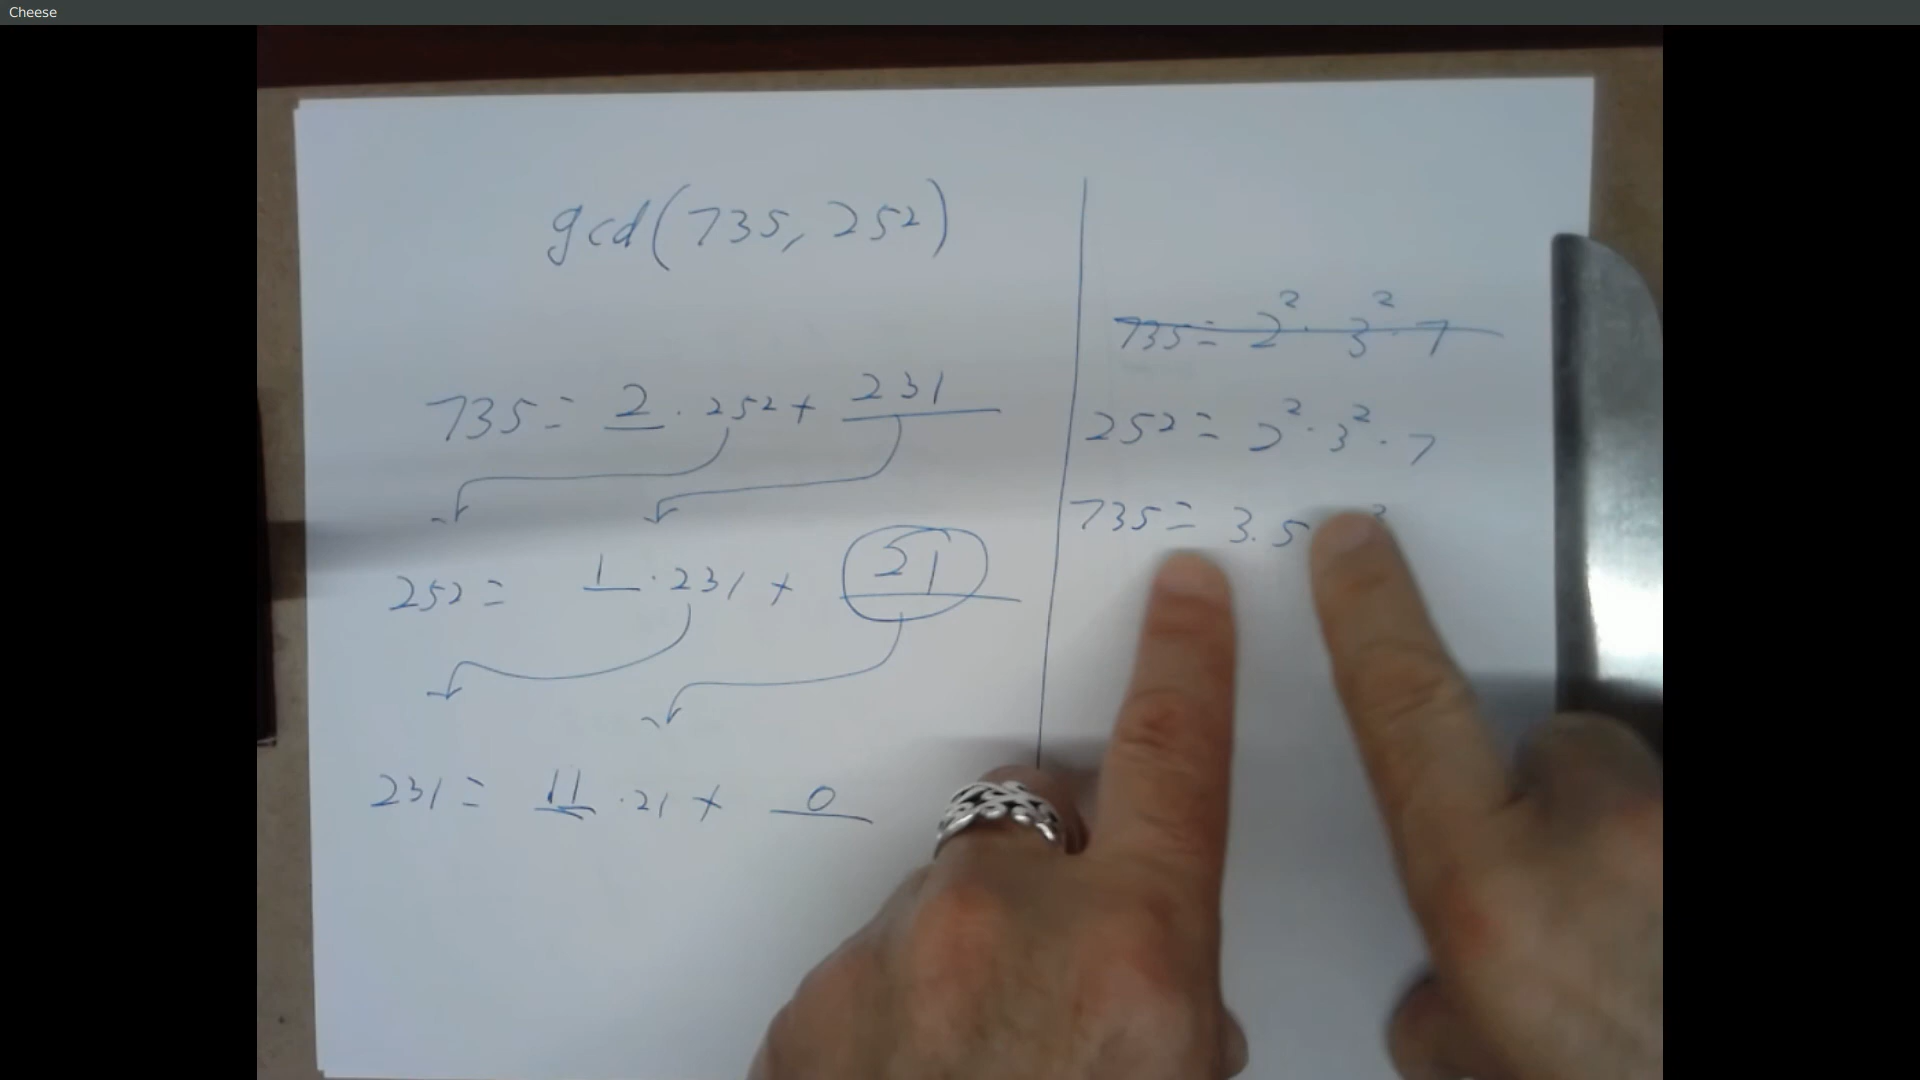 Cheese
gcd(735, 252)
735 = 2 · 252 + 231
252 = 1 · 231 + 21
231 = 11 · 21 + 0
735 = 2² · 3² · 7
252 = 2² · 3² · 7
735 = 3 · 5